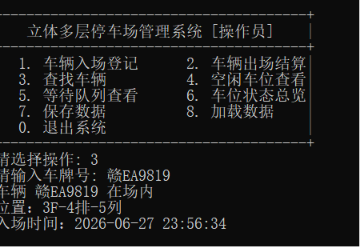 立体多层停车场管理系统 [操作员]
1. 车辆入场登记 2. 车辆出场结算
3. 查找车辆 4. 空闲车位查看
5. 等待队列查看 6. 车位状态总览
7. 保存数据 8. 加载数据
0. 退出系统
请选择操作: 3
请输入车牌号: 赣EA9819
车辆 赣EA9819 在场内
位置: 3F-4排-5列
入场时间: 2026-06-27 23:56:34